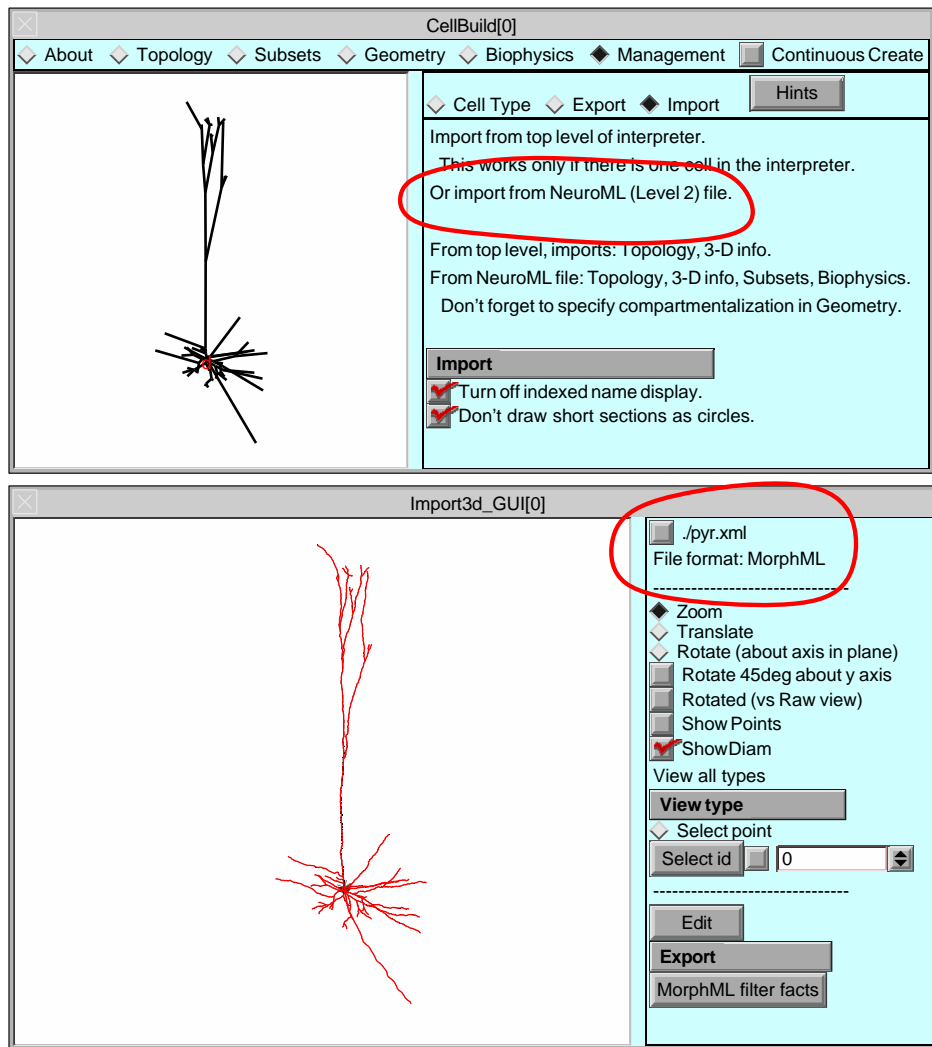 CellBuild[0]
About Topology Subsets Geometry Biophysics Management Continuous Create
Cell Type Export Import Hints
Import from top level of interpreter.
This works only if there is one cell in the interpreter.
Or import from NeuroML (Level 2) file.
From top level, imports: Topology, 3-D info.
From NeuroML file: Topology, 3-D info, Subsets, Biophysics.
Don't forget to specify compartmentalization in Geometry.
Import
Turn off indexed name display.
Don't draw short sections as circles.
Import3d_GUI[0]
./pyr.xml
File format: MorphML
-------------------------------
Zoom
Translate
Rotate (about axis in plane)
Rotate 45deg about y axis
Rotated (vs Raw view)
Show Points
ShowDiam
View all types
View type
Select point
Select id 0
-------------------------------
Edit
Export
MorphML filter facts